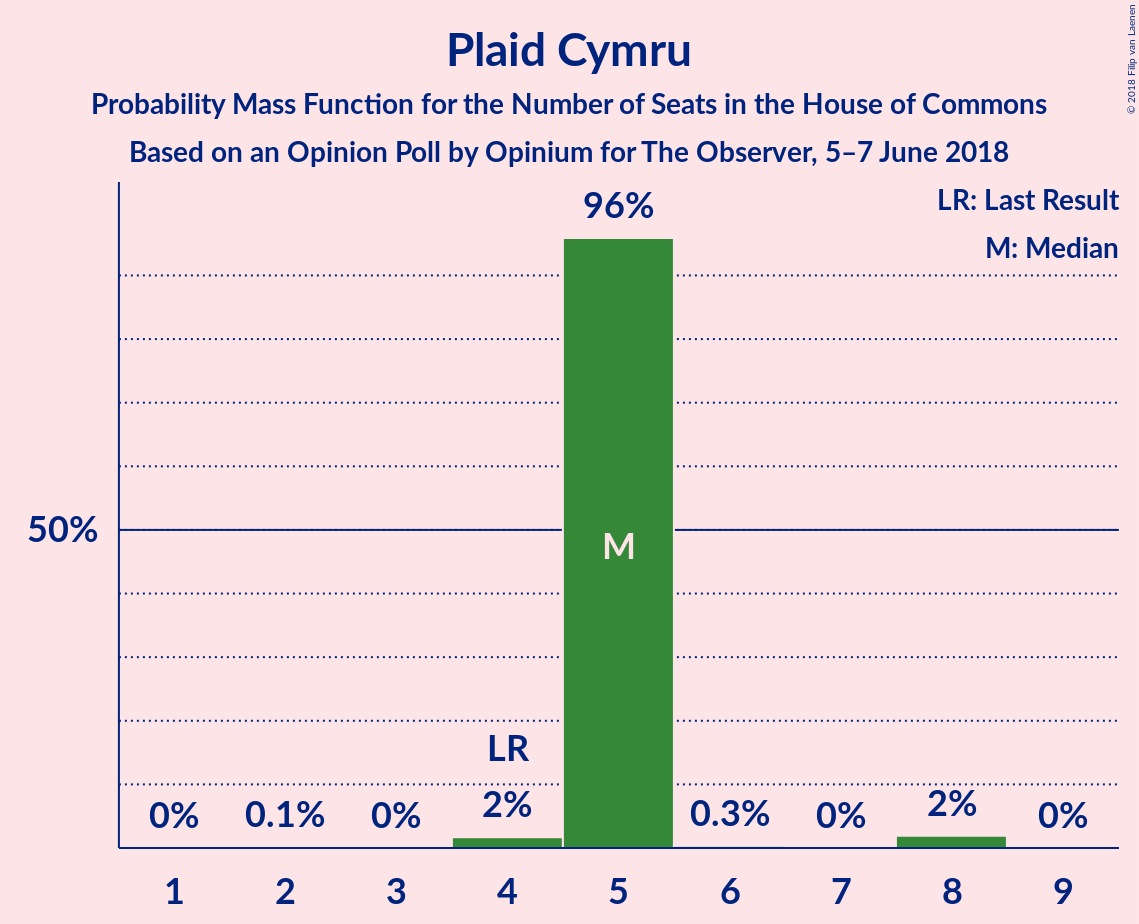 Plaid Cymru
Probability Mass Function for the Number of Seats in the House of Commons
Based on an Opinion Poll by Opinium for The Observer, 5–7 June 2018
© 2018 Filip van Laenen
LR: Last Result
M: Median
96%
50%
M
LR
0%
0.1%
0%
2%
0.3%
0%
2%
0%
1 2 3 4 5 6 7 8 9